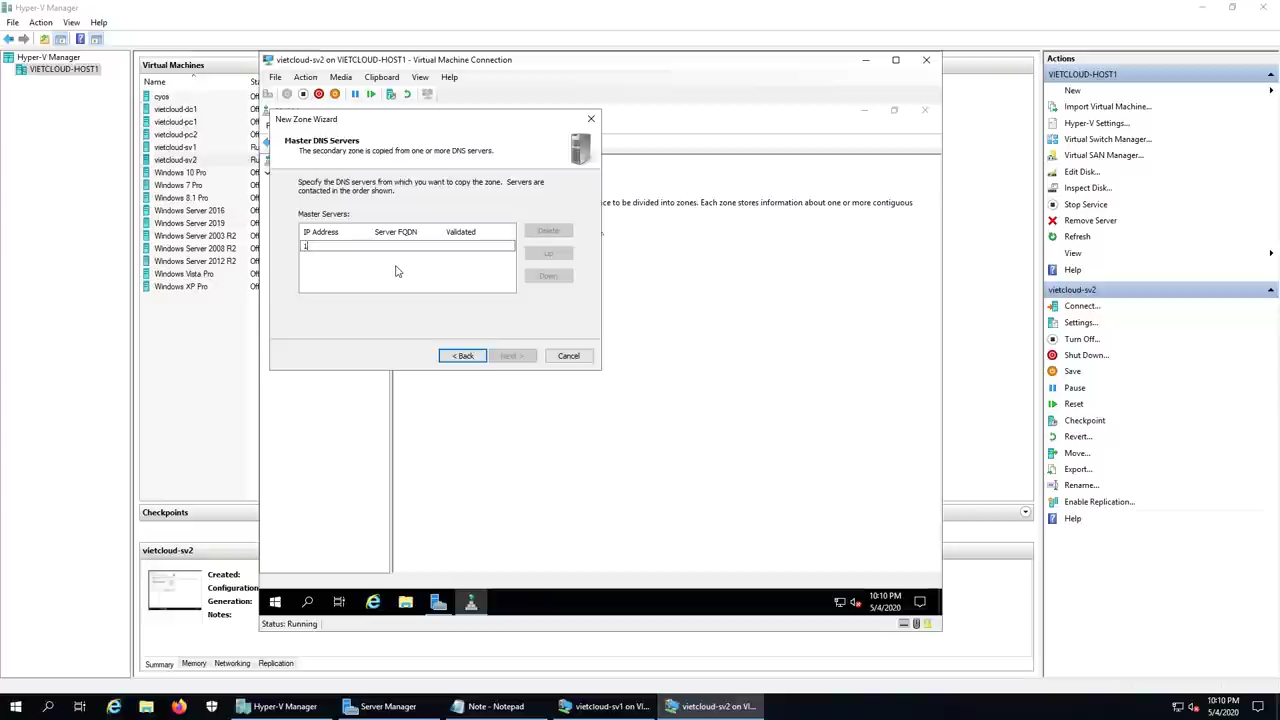 Hyper-V Manager
File Action View Help
Hyper-V Manager
VIETCLOUD-HOST1
Virtual Machines
Name
cyos
vietcloud-dc1
vietcloud-pc1
vietcloud-pc2
vietcloud-sv1
vietcloud-sv2
Windows 10 Pro
Windows 7 Pro
Windows 8.1 Pro
Windows Server 2016
Windows Server 2019
Windows Server 2003 R2
Windows Server 2008 R2
Windows Server 2012 R2
Windows Vista Pro
Windows XP Pro
Checkpoints
vietcloud-sv2
Created:
Configuration
Generation:
Notes:
Summary Memory Networking Replication
vietcloud-sv2 on VIETCLOUD-HOST1 - Virtual Machine Connection
File Action Media Clipboard View Help
New Zone Wizard
Master DNS Servers
The secondary zone is copied from one or more DNS servers.
Specify the DNS servers from which you want to copy the zone. Servers are
contacted in the order shown.
Master Servers:
IP Address Server FQDN Validated
1
Delete
Up
Down
< Back Next > Cancel
ce to be divided into zones. Each zone stores information about one or more contiguous
10:10 PM
5/4/2020
Status: Running
Actions
VIETCLOUD-HOST1
New
Import Virtual Machine...
Hyper-V Settings...
Virtual Switch Manager...
Virtual SAN Manager...
Edit Disk...
Inspect Disk...
Stop Service
Remove Server
Refresh
View
Help
vietcloud-sv2
Connect...
Settings...
Turn Off...
Shut Down...
Save
Pause
Reset
Checkpoint
Revert...
Move...
Export...
Rename...
Enable Replication...
Help
Hyper-V Manager Server Manager Note - Notepad vietcloud-sv1 on VI... vietcloud-sv2 on VI...
10:10 PM
5/4/2020